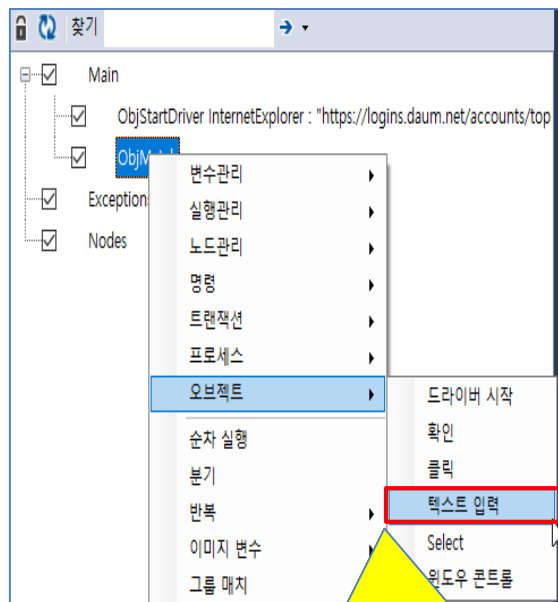 찾기
Main
ObjStartDriver InternetExplorer : "https://logins.daum.net/accounts/top
Exception
Nodes
변수관리
실행관리
노드관리
명령
트랜잭션
프로세스
오브젝트
순차 실행
분기
반복
이미지 변수
그룹 매치
드라이버 시작
확인
클릭
텍스트 입력
Select
윈도우 콘트롤